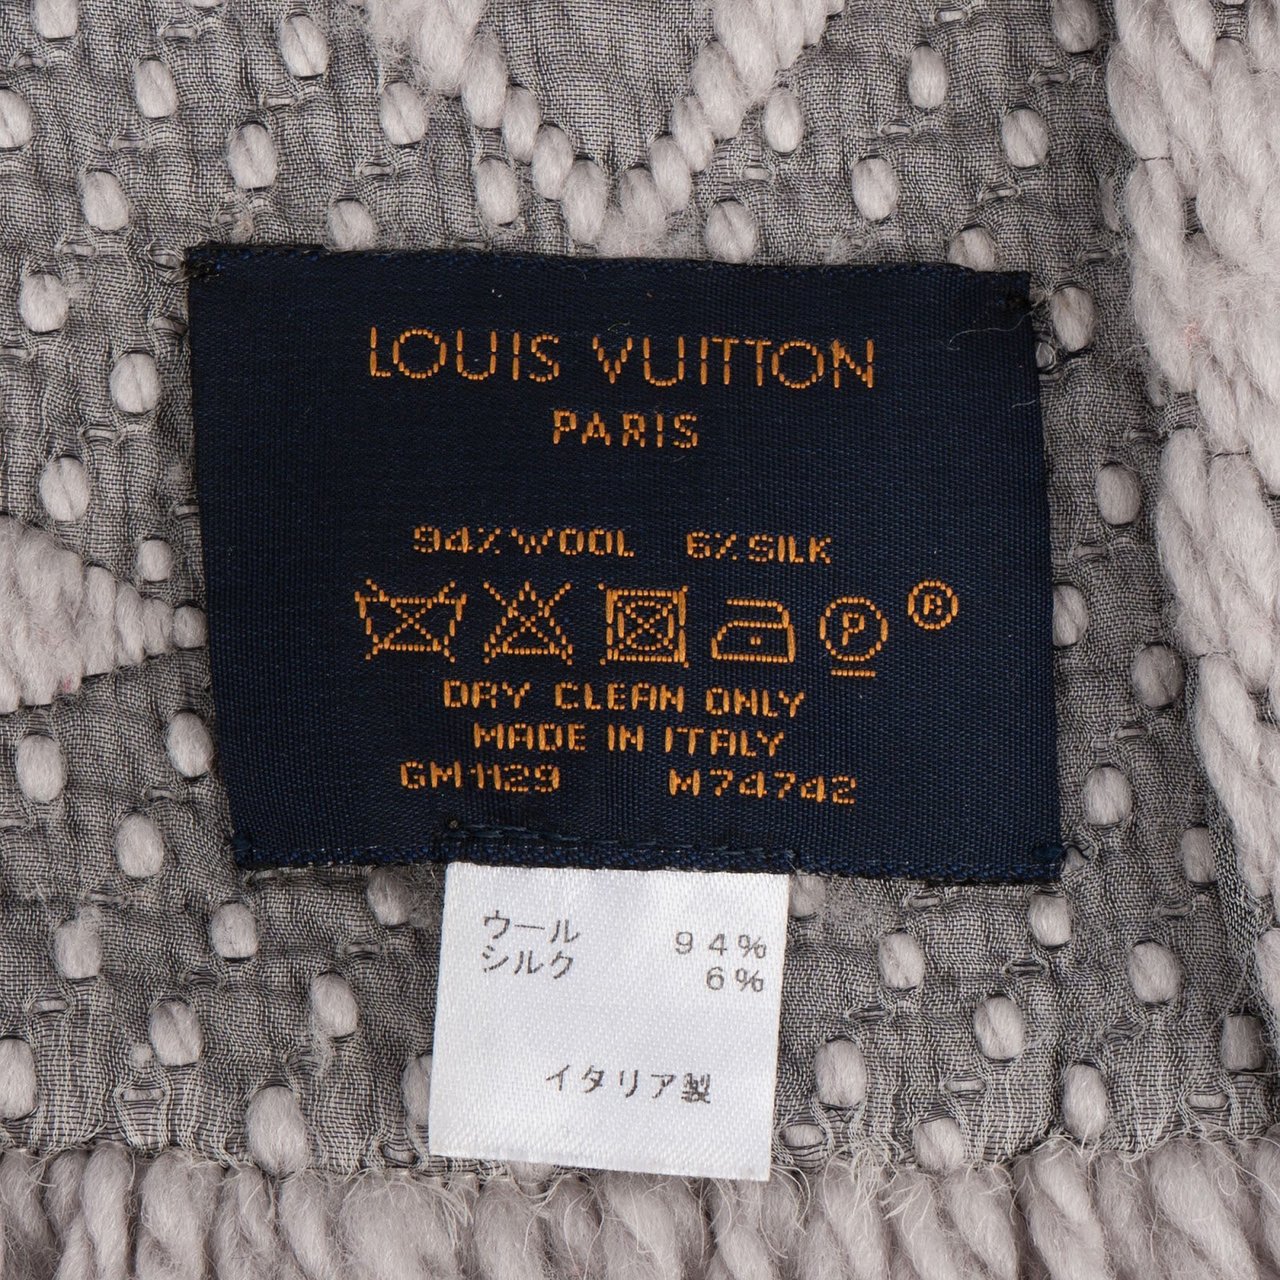 LOUIS VUITTON
PARIS
94% WOOL 6% SILK
P ®
DRY CLEAN ONLY
MADE IN ITALY
GM1129 M74742
ウール 94%
シルク 6%
イタリア製